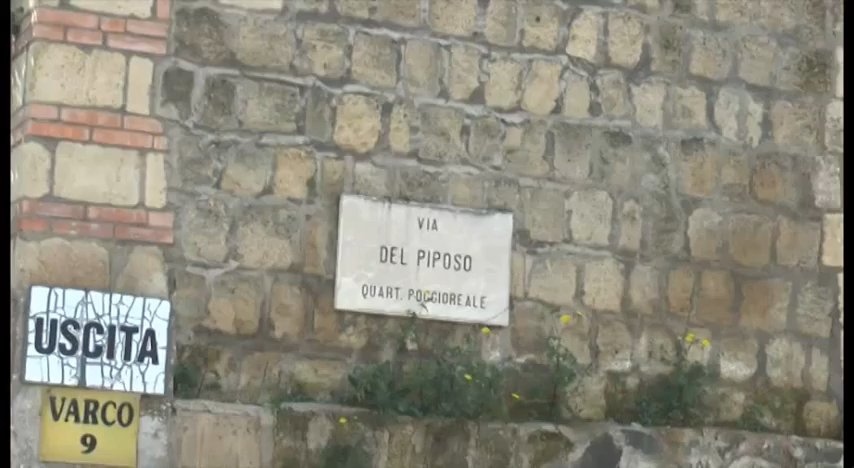 VIA
DEL PIPOSO
QUART. POGGIOREALE
USCITA
VARCO
9